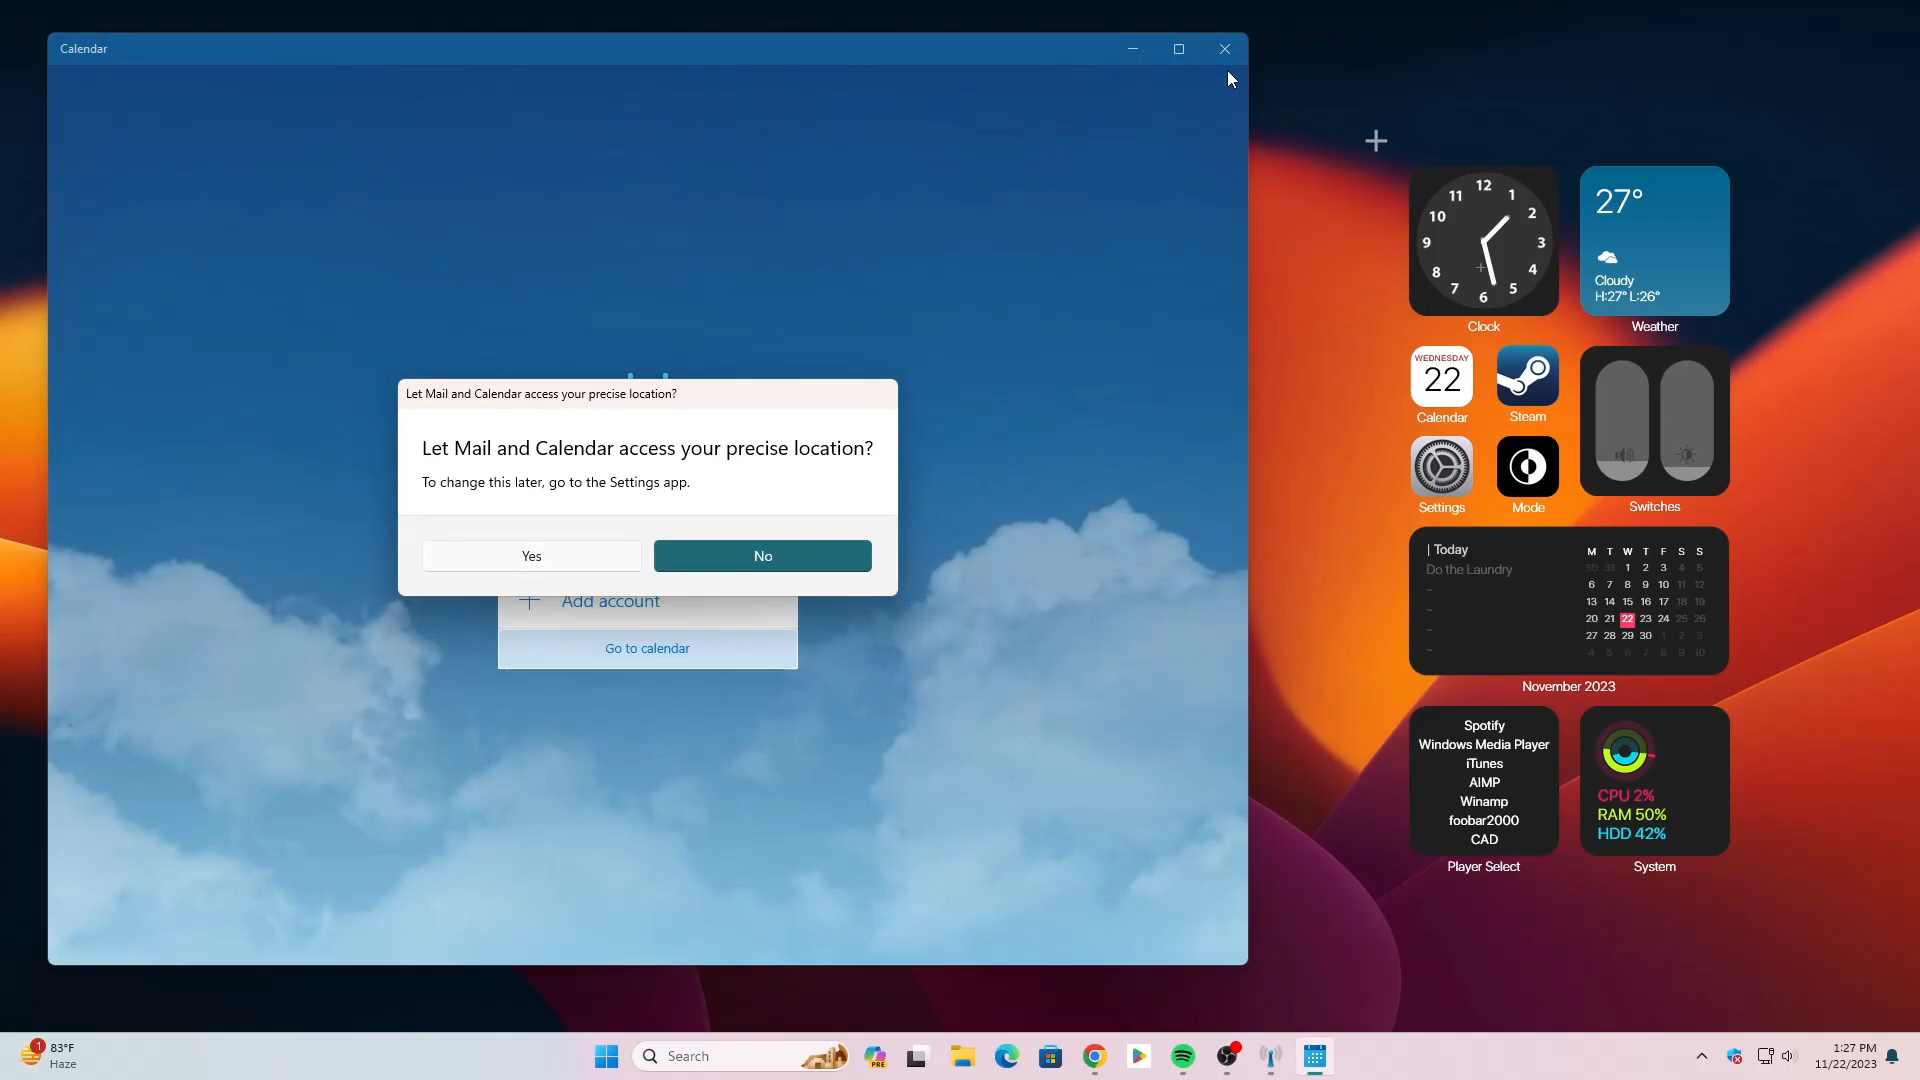 Calendar
Let Mail and Calendar access your precise location?
Let Mail and Calendar access your precise location?
To change this later, go to the Settings app.
Yes
No
Add account
Go to calendar
12
11 1
10 2
9 3
8 4
7 5
6
Clock
27°
Cloudy
H:27° L:26°
Weather
WEDNESDAY
22
Calendar
Steam
Settings
Mode
Switches
| Today
Do the Laundry
-
-
-
-
M T W T F S S
30 31 1 2 3 4 5
6 7 8 9 10 11 12
13 14 15 16 17 18 19
20 21 22 23 24 25 26
27 28 29 30 1 2 3
4 5 6 7 8 9 10
November 2023
Spotify
Windows Media Player
iTunes
AIMP
Winamp
foobar2000
CAD
Player Select
CPU 2%
RAM 50%
HDD 42%
System
1
83°F
Haze
Search
PRE
1:27 PM
11/22/2023